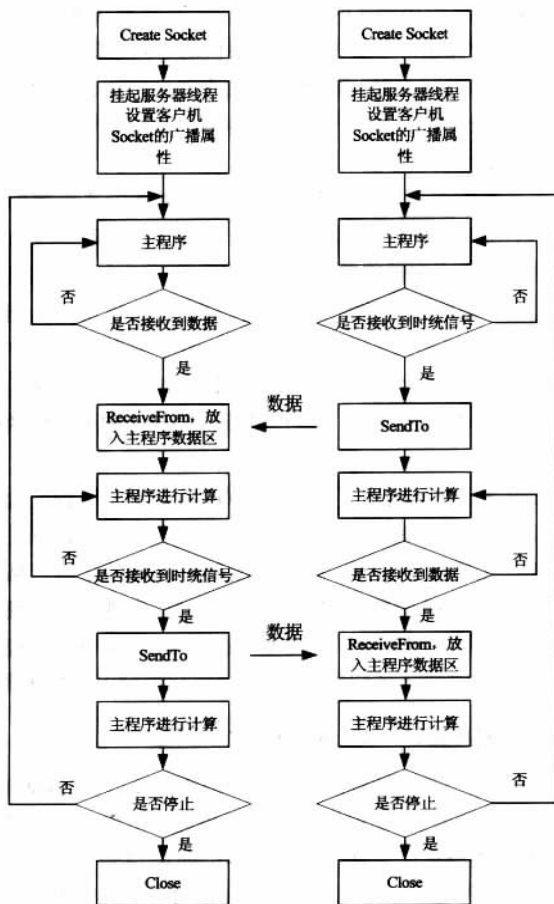 Create Socket
挂起服务器线程
设置客户机
Socket的广播属
性
主程序
否
是否接收到数据
是
ReceiveFrom，放
入主程序数据区
主程序进行计算
否
是否接收到时统信号
是
SendTo
主程序进行计算
否
是否停止
是
Close
数据
数据
Create Socket
挂起服务器线程
设置客户机
Socket的广播属
性
主程序
否
是否接收到时统信号
是
SendTo
主程序进行计算
否
是否接收到数据
是
ReceiveFrom，放
入主程序数据区
主程序进行计算
否
是否停止
是
Close